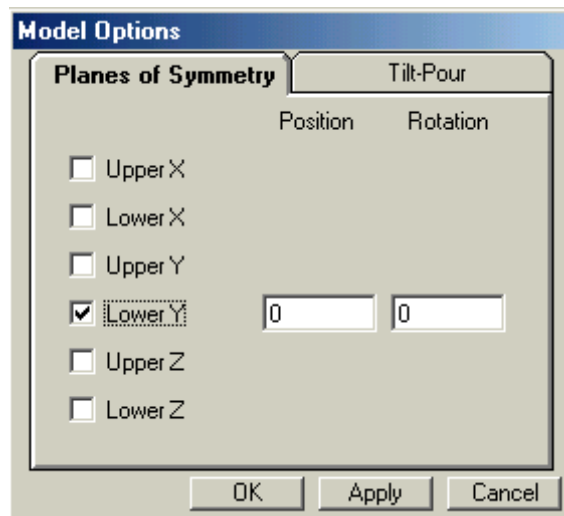 Model Options
Planes of Symmetry Tilt-Pour
Position Rotation
Upper X
Lower X
Upper Y
Lower Y 0 0
Upper Z
Lower Z
OK Apply Cancel